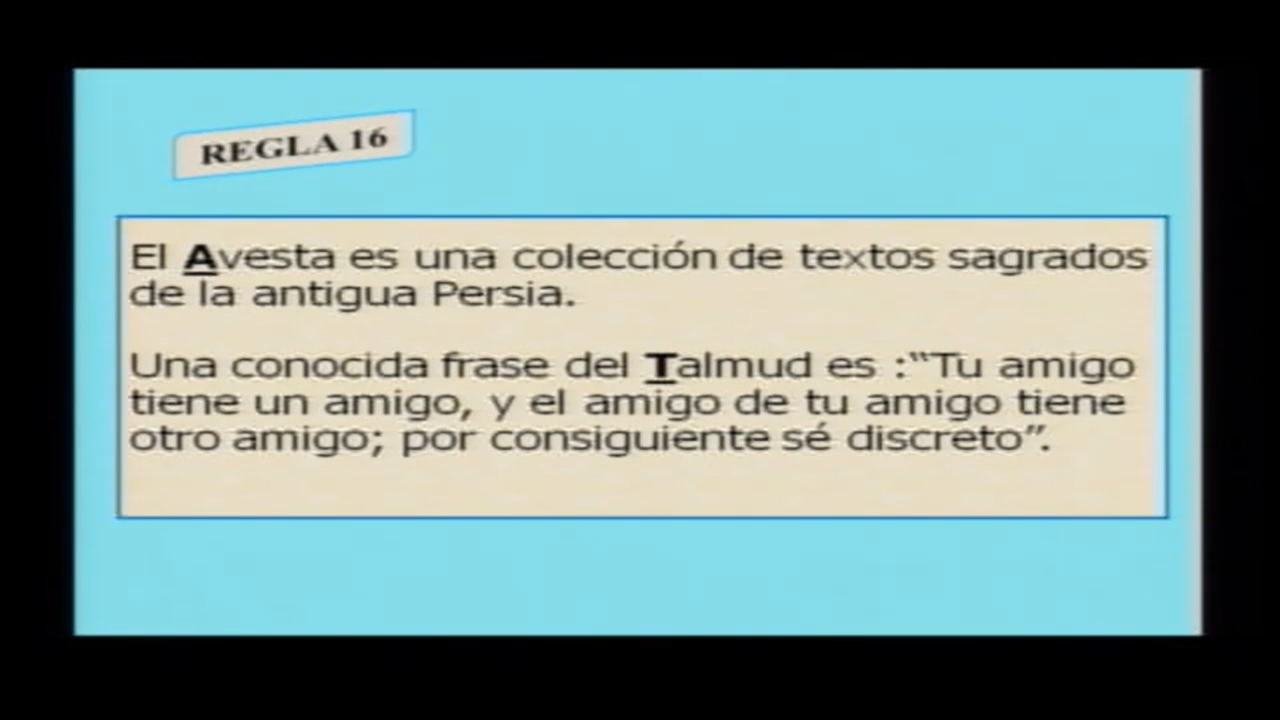 REGLA 16
El Avesta es una colección de textos sagrados
de la antigua Persia.
Una conocida frase del Talmud es :“Tu amigo
tiene un amigo, y el amigo de tu amigo tiene
otro amigo; por consiguiente sé discreto”.